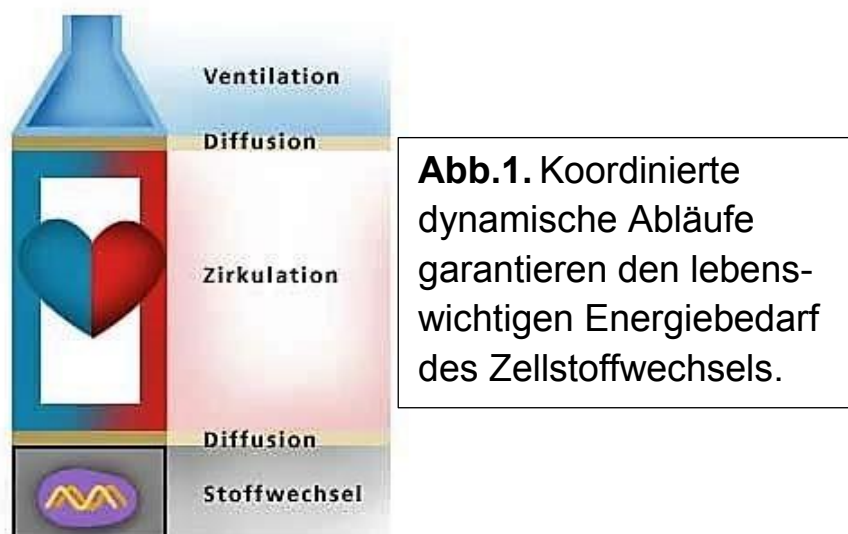 Ventilation
Diffusion
Zirkulation
Diffusion
Stoffwechsel
Abb.1. Koordinierte
dynamische Abläufe
garantieren den lebens-
wichtigen Energiebedarf
des Zellstoffwechsels.